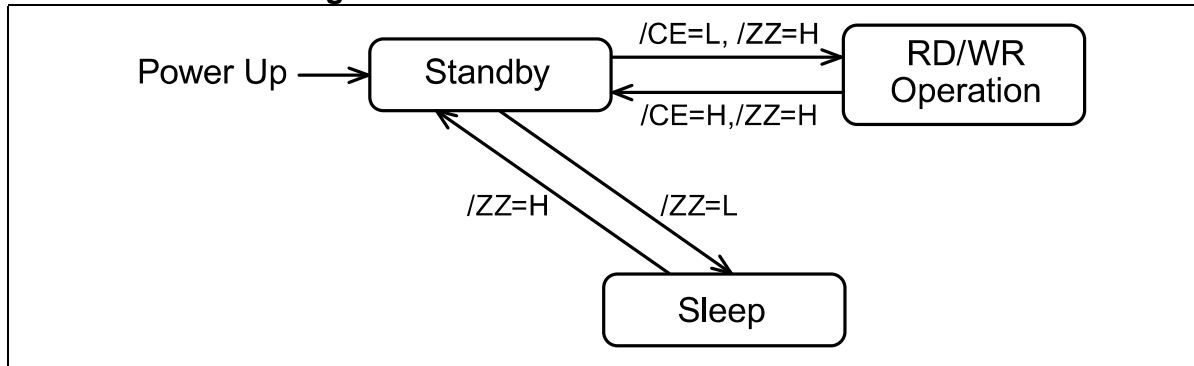 Power Up
Standby
/CE=L, /ZZ=H
/CE=H,/ZZ=H
RD/WR
Operation
/ZZ=H
/ZZ=L
Sleep